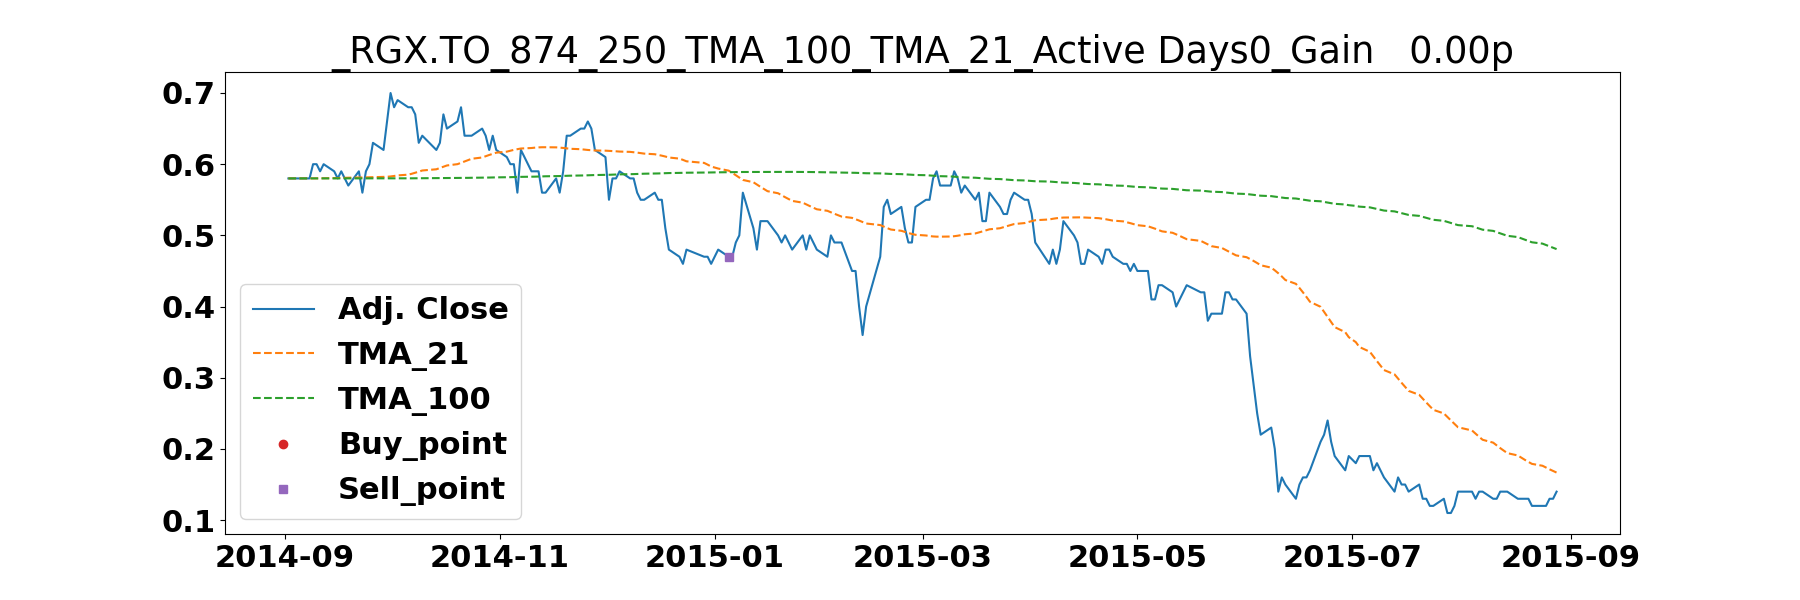 _RGX.TO_874_250_TMA_100_TMA_21_Active Days0_Gain   0.00p
0.7
0.6
0.5
0.4
0.3
0.2
0.1
Adj. Close
TMA_21
TMA_100
Buy_point
Sell_point
2014-09 2014-11 2015-01 2015-03 2015-05 2015-07 2015-09